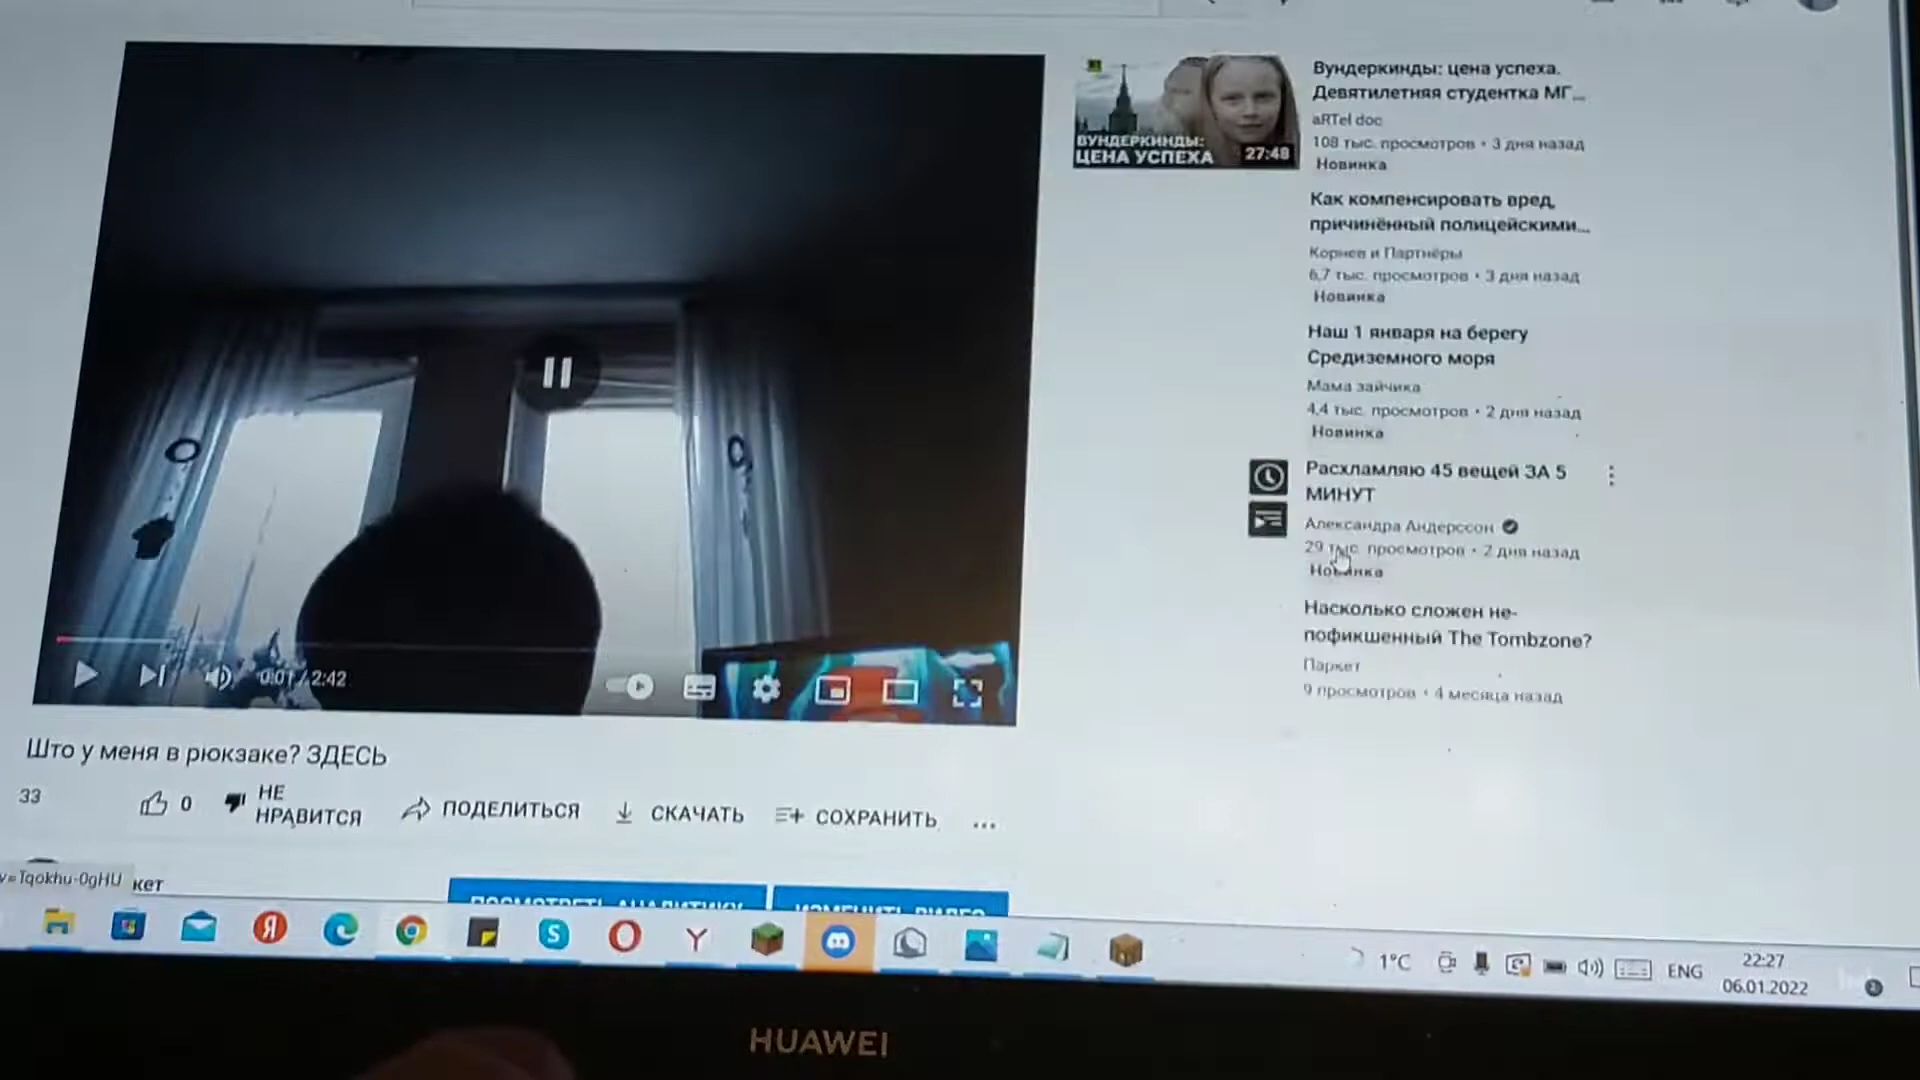 Вундеркинды: цена успеха.
Девятилетняя студентка МГ...
aRTel doc
108 тыс. просмотров • 3 дня назад
Новинка
ВУНДЕРКИНДЫ:
ЦЕНА УСПЕХА
27:48
Как компенсировать вред,
причинённый полицейскими...
Корнев и Партнёры
6,7 тыс. просмотров • 3 дня назад
Новинка
Наш 1 января на берегу
Средиземного моря
Мама зайчика
4,4 тыс. просмотров • 2 дня назад
Новинка
Расхламляю 45 вещей ЗА 5
МИНУТ
Александра Андерссон
29 тыс. просмотров • 2 дня назад
Новинка
Насколько сложен не-
пофикшенный The Tombzone?
Паркет
9 просмотров • 4 месяца назад
0:01 / 2:42
Што у меня в рюкзаке? ЗДЕСЬ
33
0
НЕ
НРАВИТСЯ
ПОДЕЛИТЬСЯ
СКАЧАТЬ
СОХРАНИТЬ
...
v=Tqokhu-0gHU
кет
ПОСМОТРЕТЬ АНАЛИТИКУ
ИЗМЕНИТЬ ВИДЕО
1°C
ENG
22:27
06.01.2022
HUAWEI